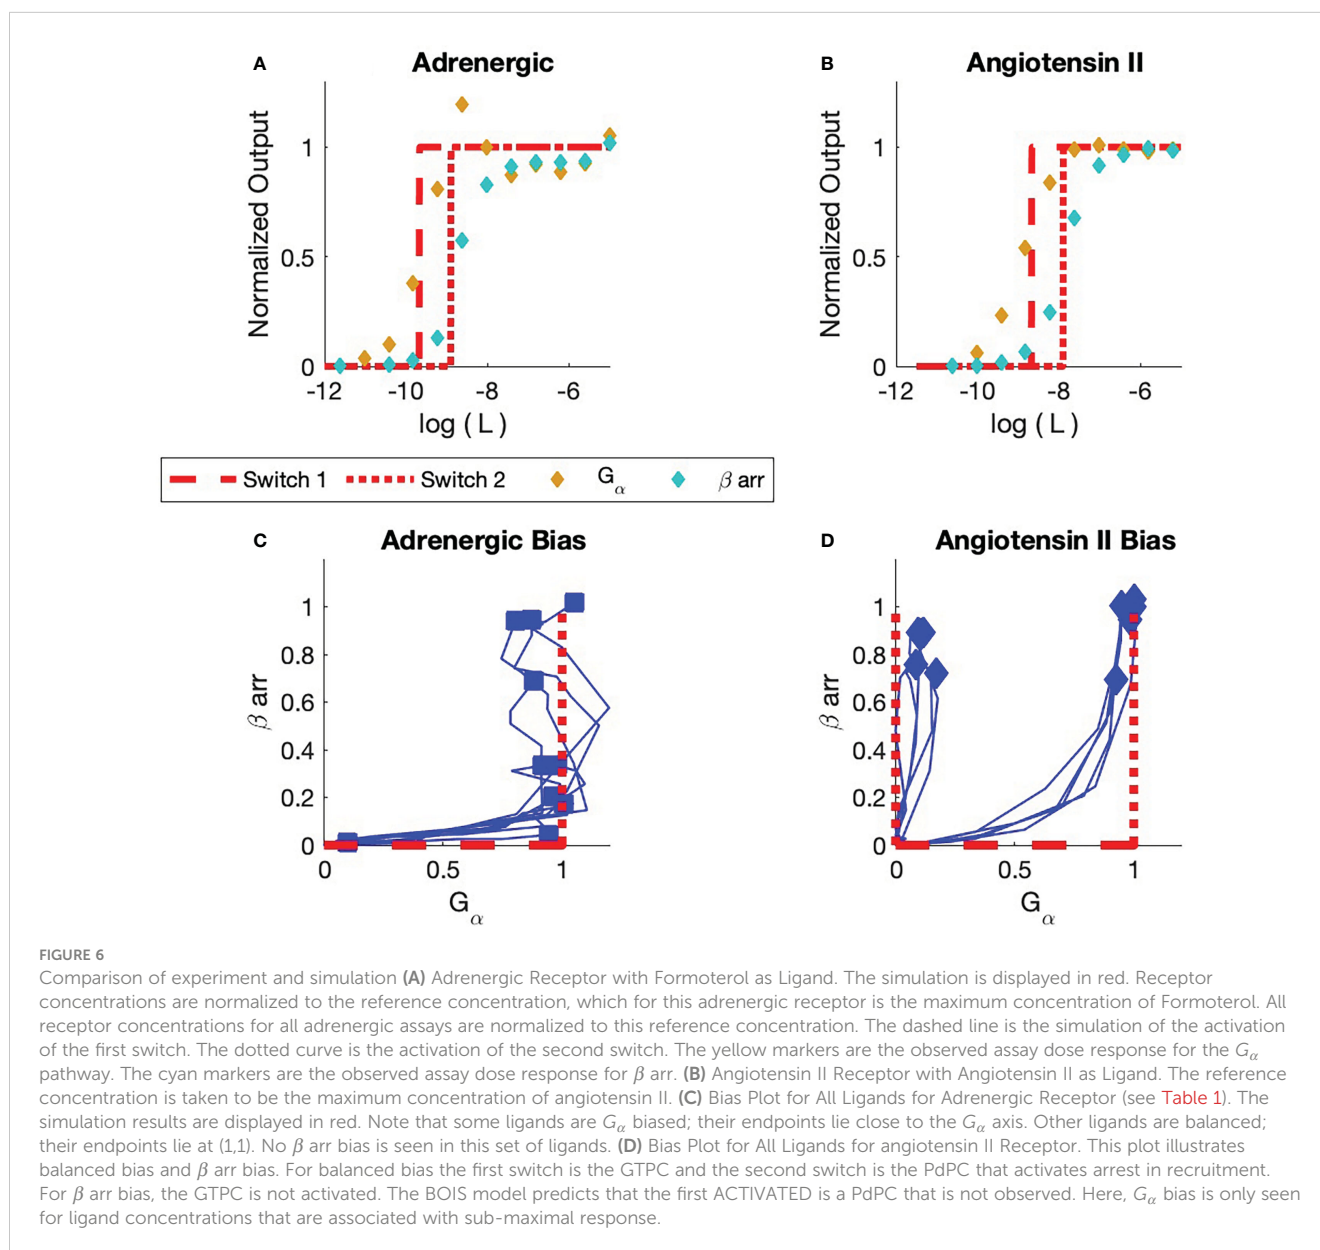 A
Adrenergic
Normalized Output
1
0.5
0
-12
-10
-8
-6
log ( L )
B
Angiotensin II
Normalized Output
1
0.5
0
-12
-10
-8
-6
log ( L )
Switch 1
Switch 2
Gα
β arr
C
Adrenergic Bias
β arr
1
0.8
0.6
0.4
0.2
0
0
0.5
1
Gα
D
Angiotensin II Bias
β arr
1
0.8
0.6
0.4
0.2
0
0
0.5
1
Gα
FIGURE 6
Comparison of experiment and simulation (A) Adrenergic Receptor with Formoterol as Ligand. The simulation is displayed in red. Receptor
concentrations are normalized to the reference concentration, which for this adrenergic receptor is the maximum concentration of Formoterol. All
receptor concentrations for all adrenergic assays are normalized to this reference concentration. The dashed line is the simulation of the activation
of the first switch. The dotted curve is the activation of the second switch. The yellow markers are the observed assay dose response for the Gα
pathway. The cyan markers are the observed assay dose response for β arr. (B) Angiotensin II Receptor with Angiotensin II as Ligand. The reference
concentration is taken to be the maximum concentration of angiotensin II. (C) Bias Plot for All Ligands for Adrenergic Receptor (see Table 1). The
simulation results are displayed in red. Note that some ligands are Gα biased; their endpoints lie close to the Gα axis. Other ligands are balanced;
their endpoints lie at (1,1). No β arr bias is seen in this set of ligands. (D) Bias Plot for All Ligands for angiotensin II Receptor. This plot illustrates
balanced bias and β arr bias. For balanced bias the first switch is the GTPC and the second switch is the PdPC that activates arrest in recruitment.
For β arr bias, the GTPC is not activated. The BOIS model predicts that the first ACTIVATED is a PdPC that is not observed. Here, Gα bias is only seen
for ligand concentrations that are associated with sub-maximal response.